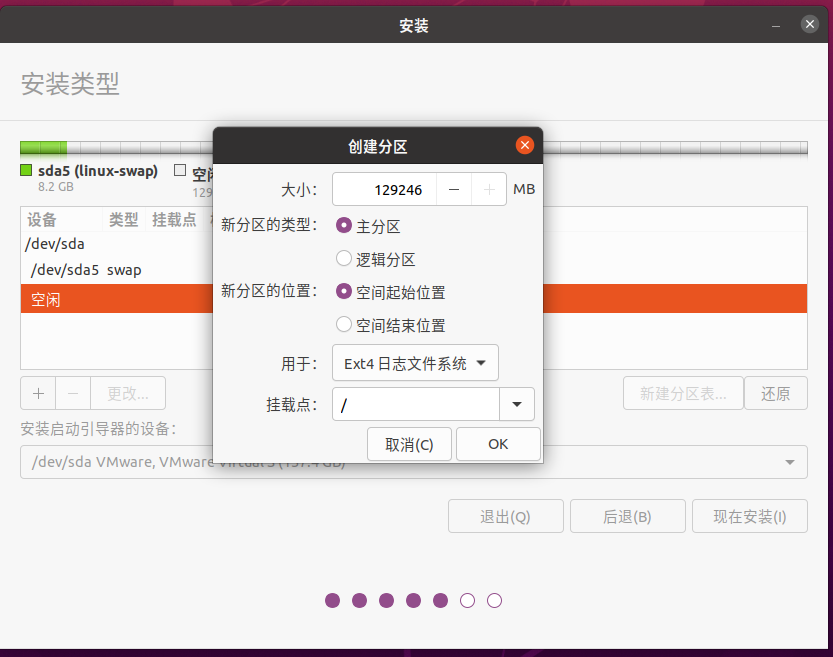 安装
安装类型
sda5 (linux-swap)
8.2 GB
空
129
设备 类型 挂载点
/dev/sda
/dev/sda5 swap
空闲
更改...
新建分区表...
还原
安装启动引导器的设备：
/dev/sda VMware, VMware Virtual S (137.4 GB)
退出(Q)
后退(B)
现在安装(I)
创建分区
大小： 129246 MB
新分区的类型： 主分区
逻辑分区
新分区的位置： 空间起始位置
空间结束位置
用于： Ext4 日志文件系统
挂载点： /
取消(C)
OK